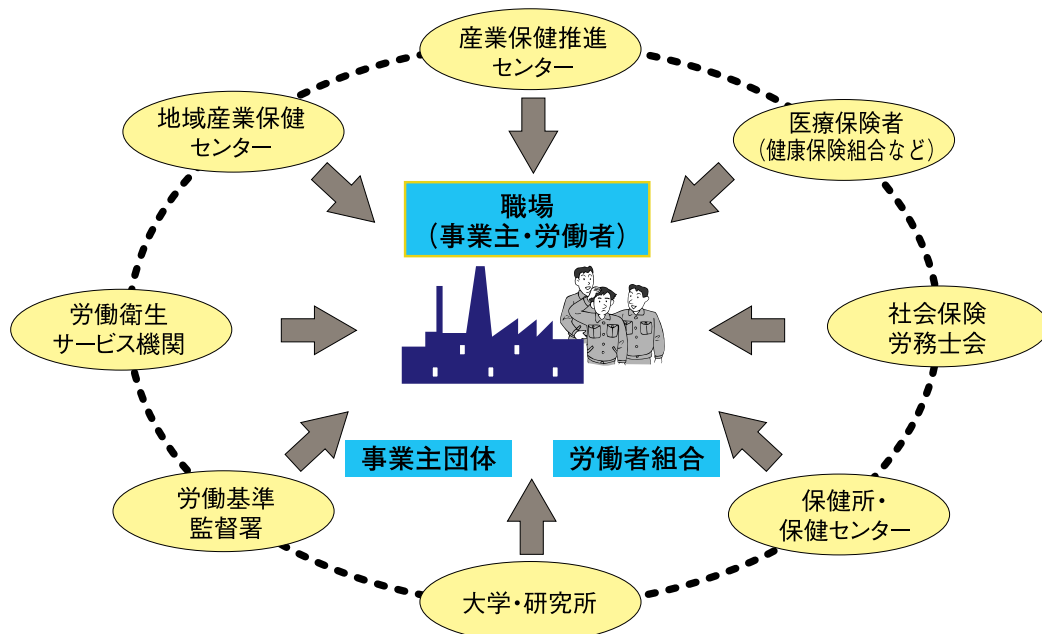 産業保健推進
センター
地域産業保健
センター
医療保険者
（健康保険組合など）
職場
（事業主・労働者）
労働衛生
サービス機関
社会保険
労務士会
事業主団体
労働者組合
労働基準
監督署
保健所・
保健センター
大学・研究所